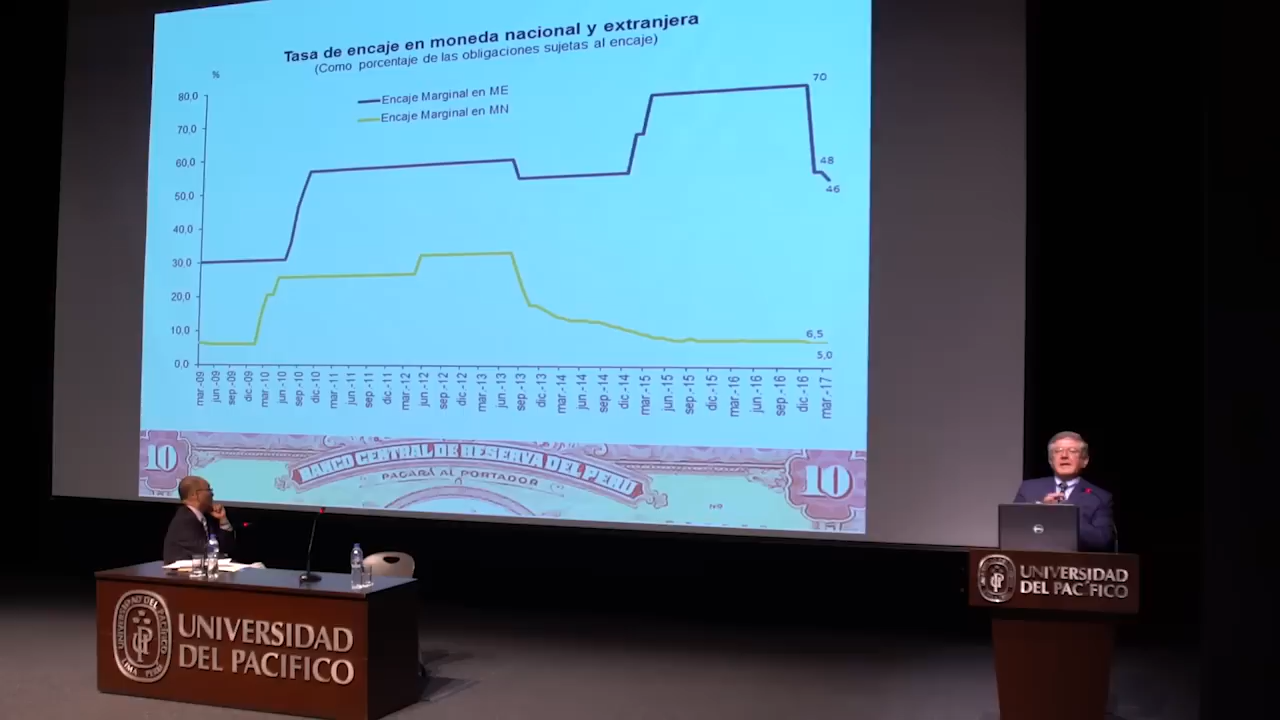 Tasa de encaje en moneda nacional y extranjera
(Como porcentaje de las obligaciones sujetas al encaje)
%
Encaje Marginal en ME
Encaje Marginal en MN
80,0
70,0
60,0
50,0
40,0
30,0
20,0
10,0
0,0
70
48
46
6,5
5,0
mar.-09
jun.-09
sep.-09
dic.-09
mar.-10
jun.-10
sep.-10
dic.-10
mar.-11
jun.-11
sep.-11
dic.-11
mar.-12
jun.-12
sep.-12
dic.-12
mar.-13
jun.-13
sep.-13
dic.-13
mar.-14
jun.-14
sep.-14
dic.-14
mar.-15
jun.-15
sep.-15
dic.-15
mar.-16
jun.-16
sep.-16
dic.-16
mar.-17
10
BANCO CENTRAL DE RESERVA DEL PERU
PAGARÁ AL PORTADOR
10
UNIVERSIDAD
DEL PACIFICO
UNIVERSIDAD
DEL PACÍFICO
DELL